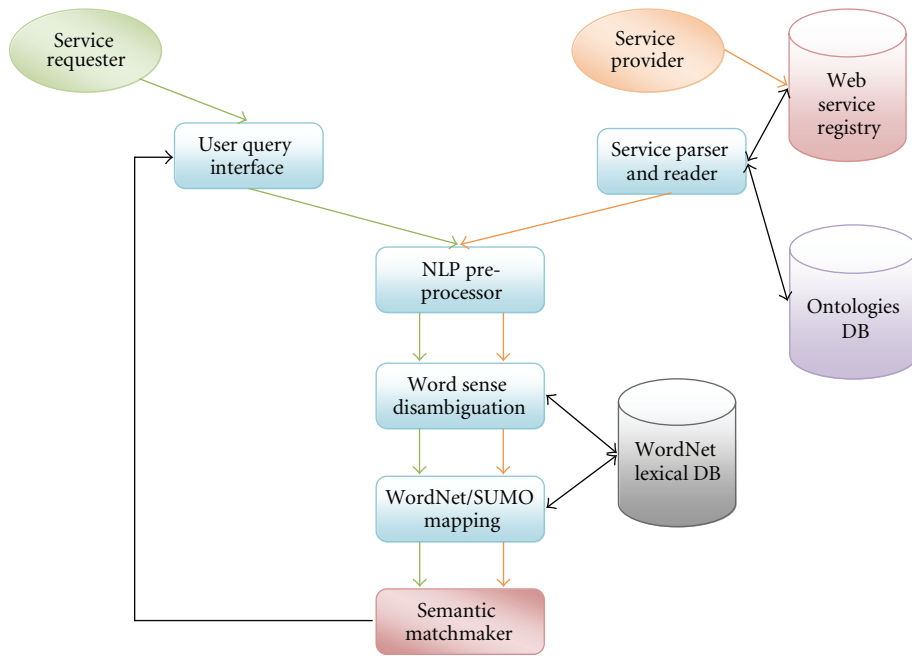 Service
requester
Service
provider
Web
service
registry
User query
interface
Service parser
and reader
NLP pre-
processor
Ontologies
DB
Word sense
disambiguation
WordNet
lexical DB
WordNet/SUMO
mapping
Semantic
matchmaker